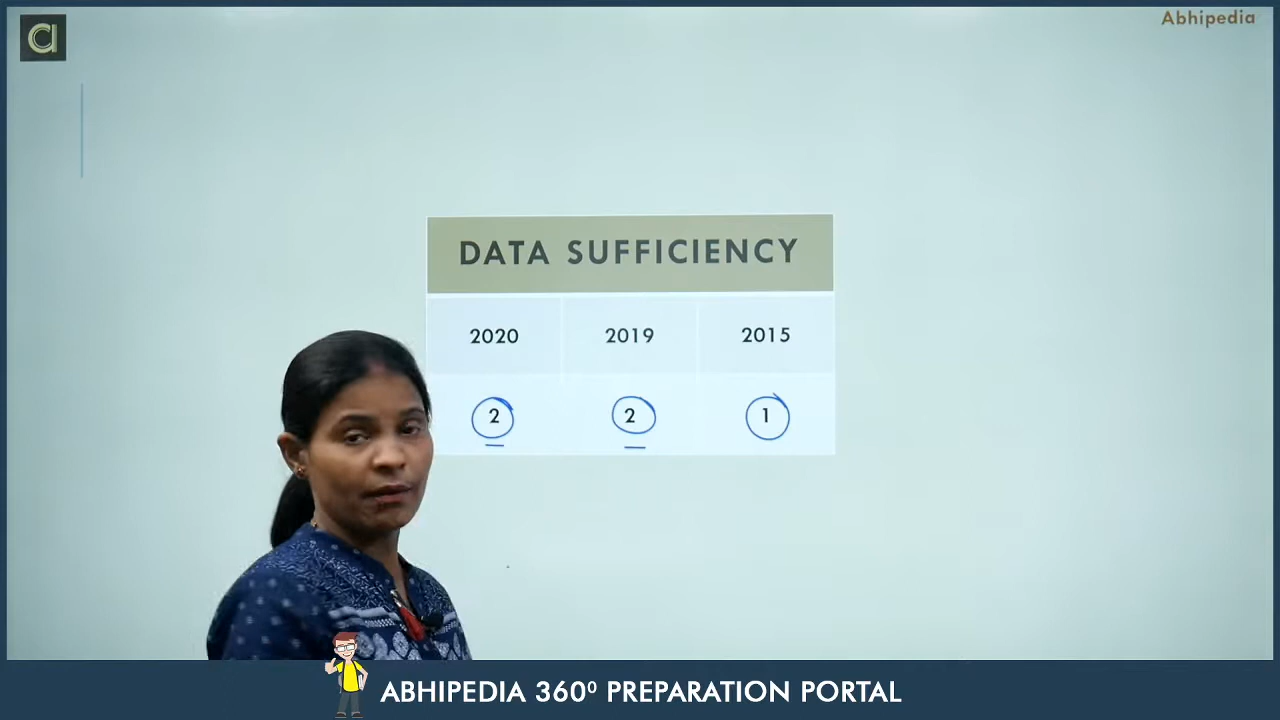 Abhipedia
DATA SUFFICIENCY
2020 2019 2015
2 2 1
ABHIPEDIA 360⁰ PREPARATION PORTAL